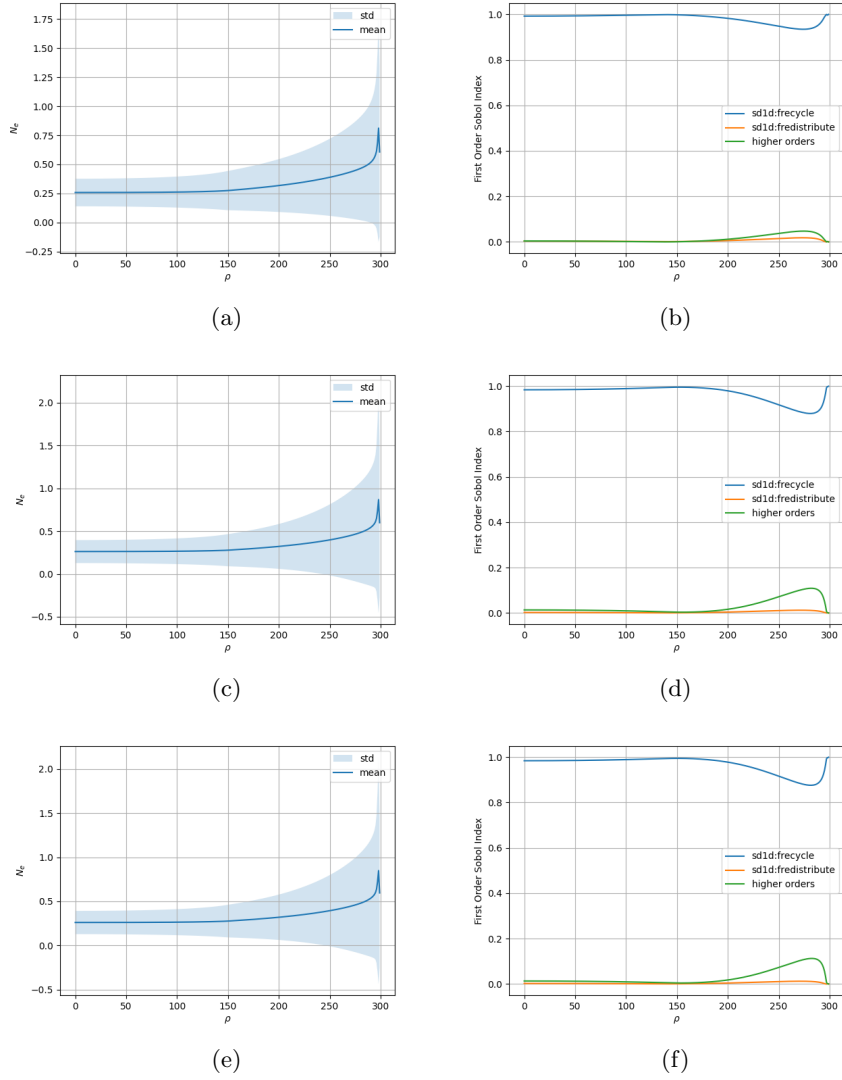 1.75
1.50
1.25
1.00
0.75
0.50
0.25
0.00
−0.25
N_e
std
mean
0 50 100 150 200 250 300
ρ
(a)
1.0
0.8
0.6
0.4
0.2
0.0
First Order Sobol Index
sd1d:frecycle
sd1d:fredistribute
higher orders
0 50 100 150 200 250 300
ρ
(b)
2.0
1.5
1.0
0.5
0.0
−0.5
N_e
std
mean
0 50 100 150 200 250 300
ρ
(c)
1.0
0.8
0.6
0.4
0.2
0.0
First Order Sobol Index
sd1d:frecycle
sd1d:fredistribute
higher orders
0 50 100 150 200 250 300
ρ
(d)
2.0
1.5
1.0
0.5
0.0
−0.5
N_e
std
mean
0 50 100 150 200 250 300
ρ
(e)
1.0
0.8
0.6
0.4
0.2
0.0
First Order Sobol Index
sd1d:frecycle
sd1d:fredistribute
higher orders
0 50 100 150 200 250 300
ρ
(f)